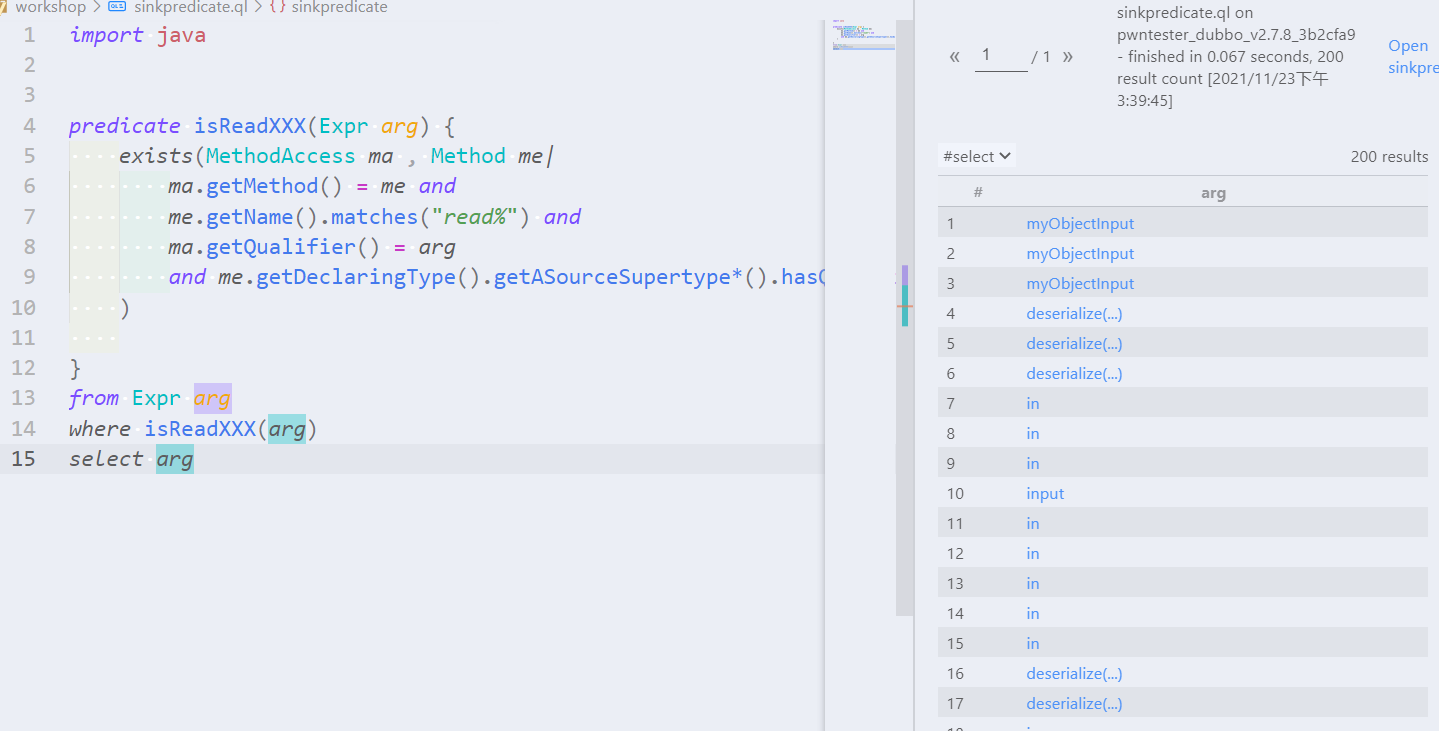 workshop > sinkpredicate.ql > {} sinkpredicate
1 import java
2
3
4 predicate isReadXXX(Expr arg) {
5 exists(MethodAccess ma , Method me|
6 ma.getMethod() = me and
7 me.getName().matches("read%") and
8 ma.getQualifier() = arg
9 and me.getDeclaringType().getASourceSupertype*().has
10 )
11
12 }
13 from Expr arg
14 where isReadXXX(arg)
15 select arg
« 1 / 1 »
sinkpredicate.ql on
pwntester_dubbo_v2.7.8_3b2cfa9
- finished in 0.067 seconds, 200
result count [2021/11/23下午
3:39:45]
Open
sinkpre
#select
200 results
# arg
1 myObjectInput
2 myObjectInput
3 myObjectInput
4 deserialize(...)
5 deserialize(...)
6 deserialize(...)
7 in
8 in
9 in
10 input
11 in
12 in
13 in
14 in
15 in
16 deserialize(...)
17 deserialize(...)